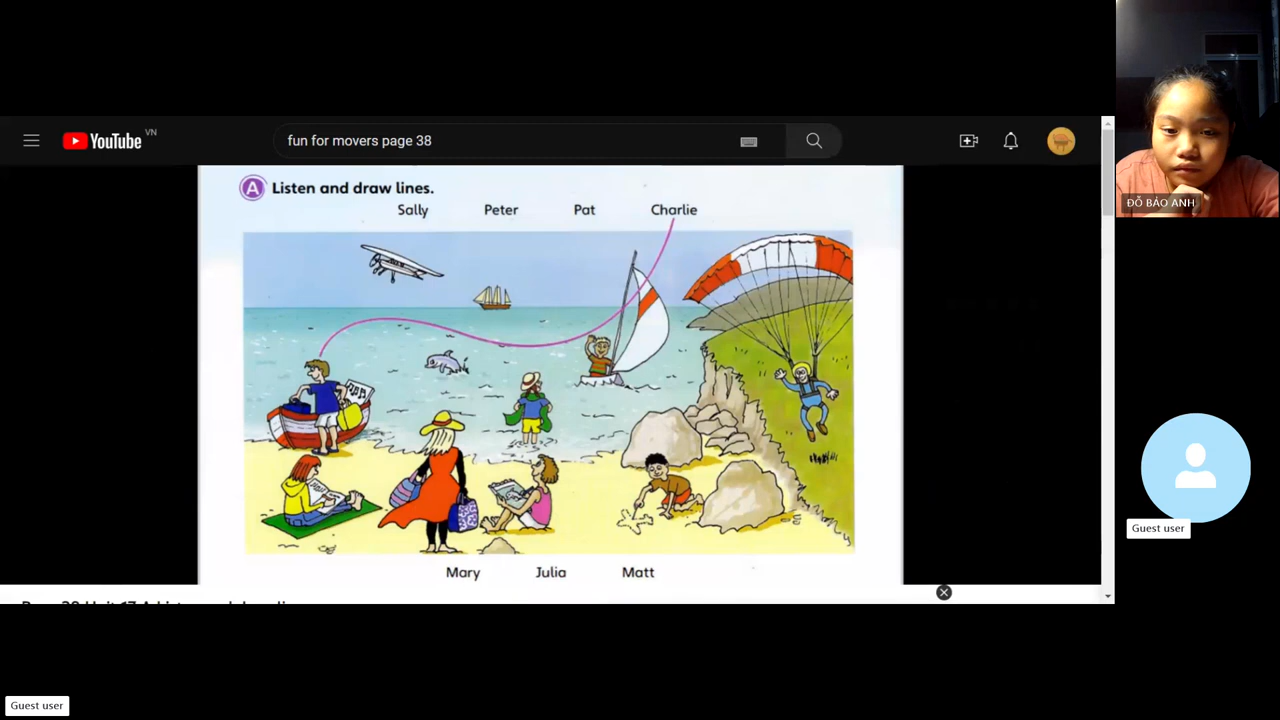 YouTube VN
fun for movers page 38
A Listen and draw lines.
Sally Peter Pat Charlie
ĐỖ BẢO ANH
Guest user
Mary Julia Matt
Guest user